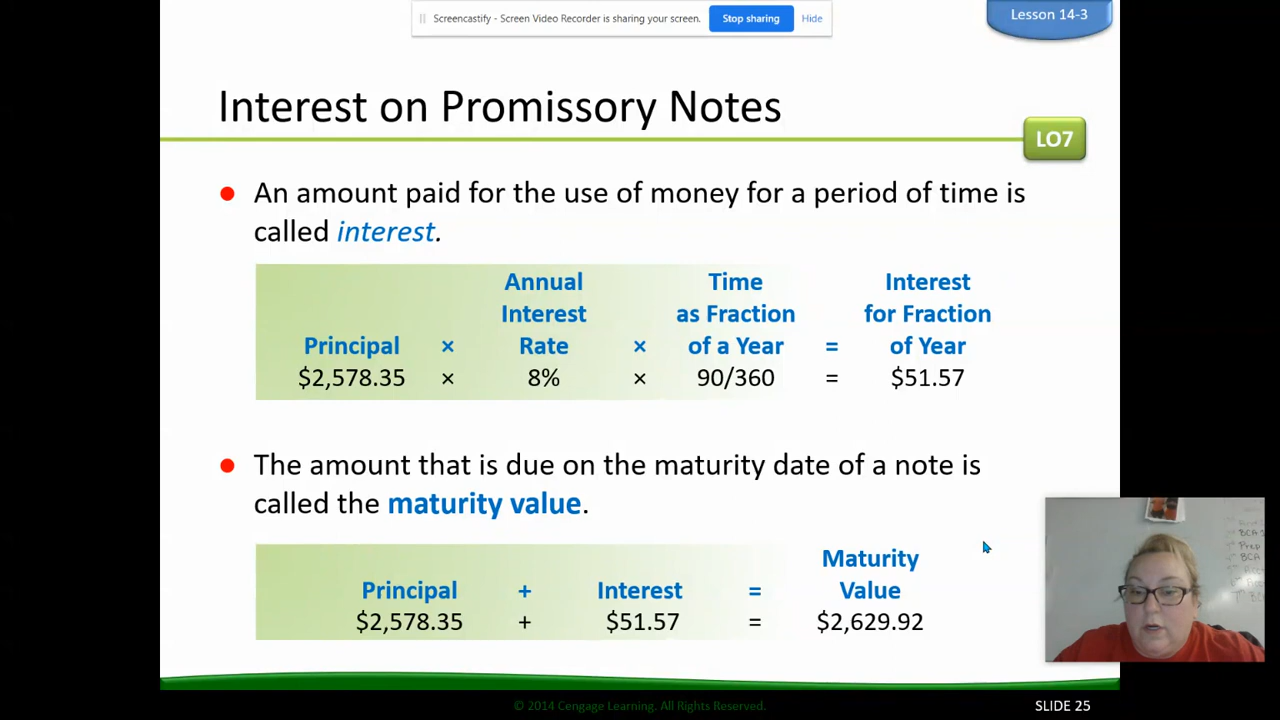 Screencastify - Screen Video Recorder is sharing your screen. Stop sharing Hide
Lesson 14-3
Interest on Promissory Notes
LO7
● An amount paid for the use of money for a period of time is
called interest.
Annual Time Interest
Interest as Fraction for Fraction
Principal × Rate × of a Year = of Year
$2,578.35 × 8% × 90/360 = $51.57
● The amount that is due on the maturity date of a note is
called the maturity value.
Maturity
Principal + Interest = Value
$2,578.35 + $51.57 = $2,629.92
© 2014 Cengage Learning. All Rights Reserved.
SLIDE 25